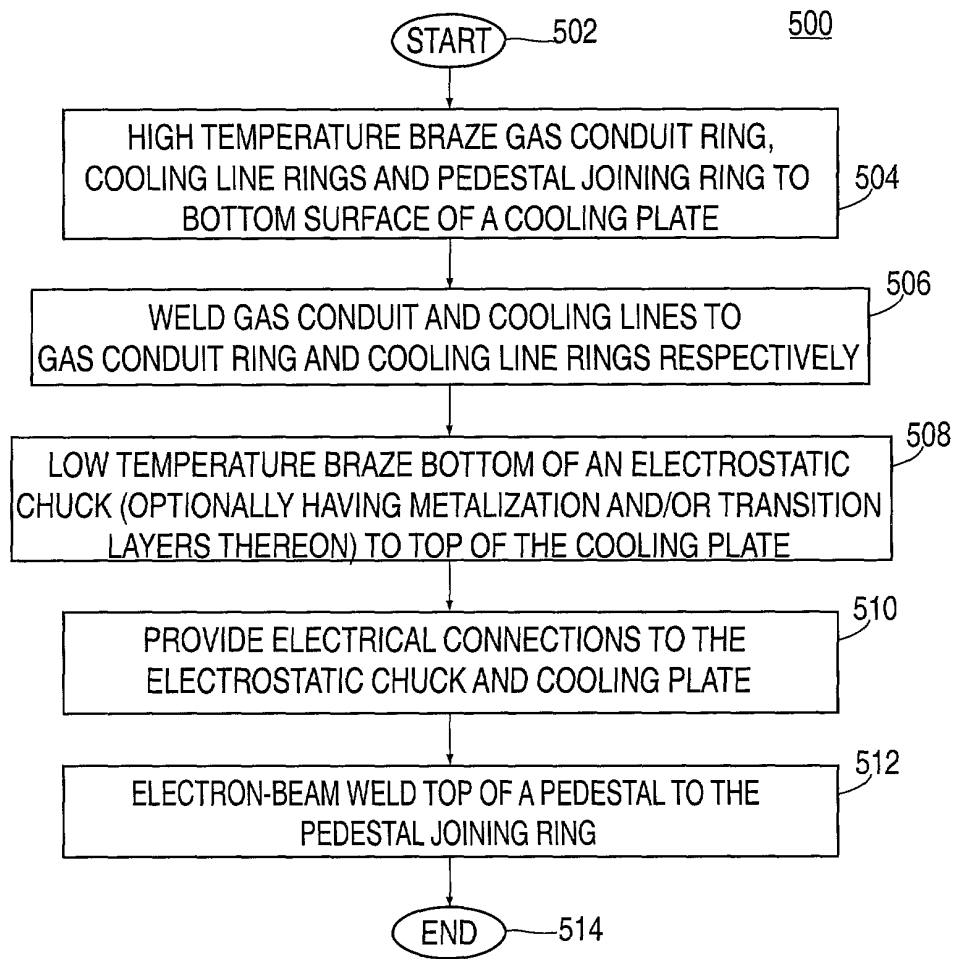 500
START
502
HIGH TEMPERATURE BRAZE GAS CONDUIT RING,
COOLING LINE RINGS AND PEDESTAL JOINING RING TO
BOTTOM SURFACE OF A COOLING PLATE
504
506
WELD GAS CONDUIT AND COOLING LINES TO
GAS CONDUIT RING AND COOLING LINE RINGS RESPECTIVELY
508
LOW TEMPERATURE BRAZE BOTTOM OF AN ELECTROSTATIC
CHUCK (OPTIONALLY HAVING METALIZATION AND/OR TRANSITION
LAYERS THEREON) TO TOP OF THE COOLING PLATE
510
PROVIDE ELECTRICAL CONNECTIONS TO THE
ELECTROSTATIC CHUCK AND COOLING PLATE
512
ELECTRON-BEAM WELD TOP OF A PEDESTAL TO THE
PEDESTAL JOINING RING
END
514